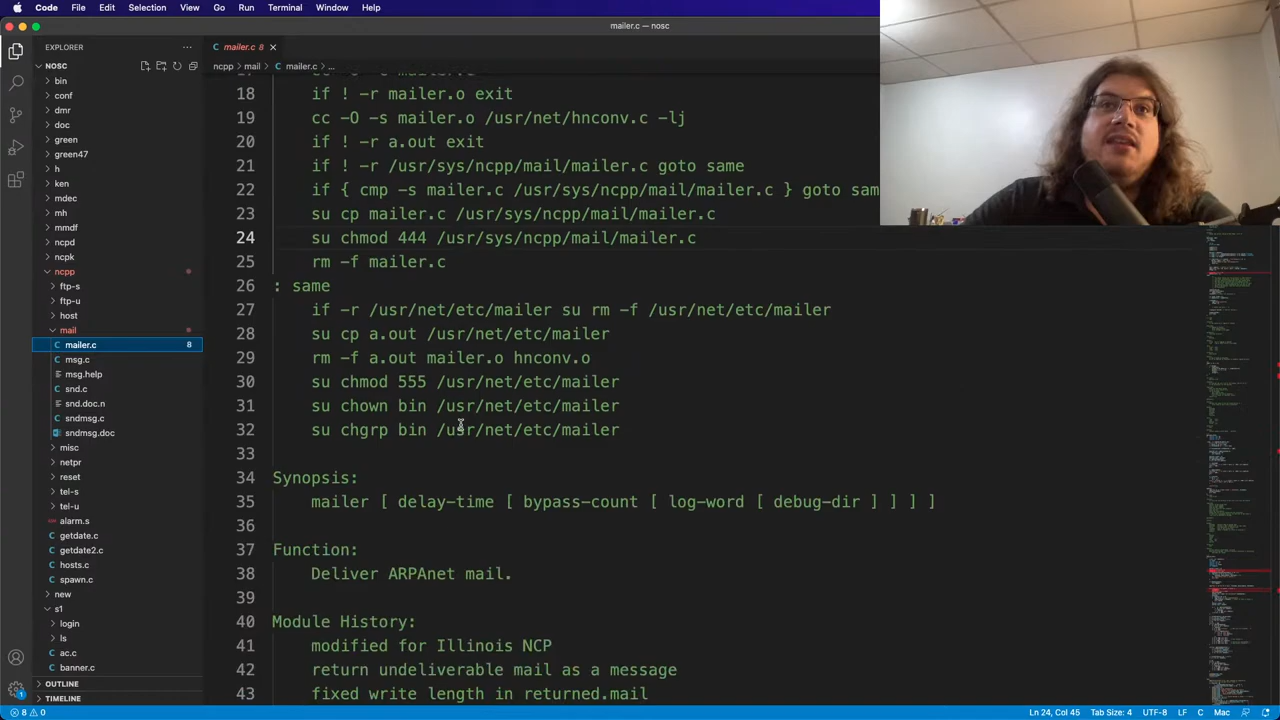 Code File Edit Selection View Go Run Terminal Window Help
mailer.c — nosc
EXPLORER
mailer.c 8
NOSC
ncpp mail mailer.c ...
bin
conf
dmr
doc
green
green47
h
ken
mdec
mh
mmdf
ncpd
ncpk
ncpp
ftp-s
ftp-u
host
mail
mailer.c 8
msg.c
msg.help
snd.c
snd.doc.n
sndmsg.c
sndmsg.doc
misc
netpr
reset
tel-s
tel-u
alarm.s
getdate.c
getdate2.c
hosts.c
spawn.c
new
s1
login
ls
ac.c
banner.c
OUTLINE
TIMELINE
18 if ! -r mailer.o exit
19 cc -O -s mailer.o /usr/net/hnconv.c -lj
20 if ! -r a.out exit
21 if ! -r /usr/sys/ncpp/mail/mailer.c goto same
22 if { cmp -s mailer.c /usr/sys/ncpp/mail/mailer.c } goto sam
23 su cp mailer.c /usr/sys/ncpp/mail/mailer.c
24 su chmod 444 /usr/sys/ncpp/mail/mailer.c
25 rm -f mailer.c
26 : same
27 if -r /usr/net/etc/mailer su rm -f /usr/net/etc/mailer
28 su cp a.out /usr/net/etc/mailer
29 rm -f a.out mailer.o hnconv.o
30 su chmod 555 /usr/net/etc/mailer
31 su chown bin /usr/net/etc/mailer
32 su chgrp bin /usr/net/etc/mailer
33
34 Synopsis:
35 mailer [ delay-time [ bypass-count [ log-word [ debug-dir ] ] ] ]
36
37 Function:
38 Deliver ARPAnet mail.
39
40 Module History:
41 modified for illinois NCP
42 return undeliverable mail as a message
43 fixed write length in returned.mail
8 0
Ln 24, Col 45 Tab Size: 4 UTF-8 LF C Mac